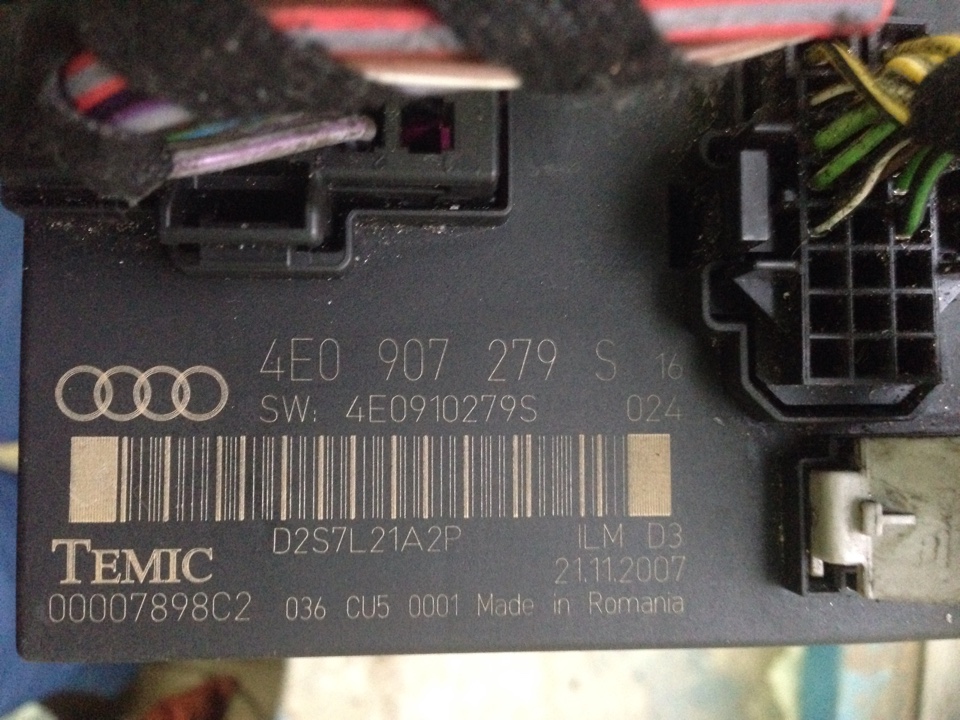 4E0 907 279 S 16
SW: 4E0910279S 024
D2S7L21A2P ILM D3
TEMIC 21.11.2007
00007898C2 036 CU5 0001 Made in Romania